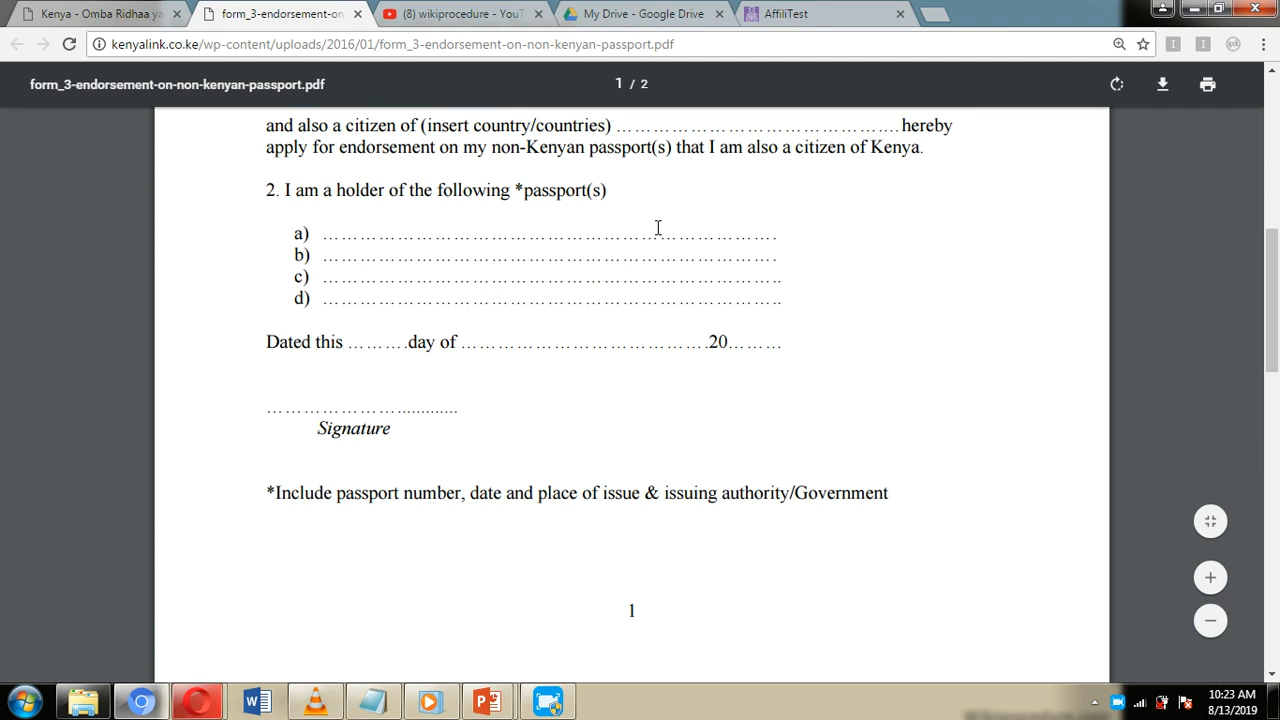 Kenya - Omba Ridhaa ya
form_3-endorsement-on-
(8) wikiprocedure - YouT
My Drive - Google Drive
AffiliTest
kenyalink.co.ke/wp-content/uploads/2016/01/form_3-endorsement-on-non-kenyan-passport.pdf
form_3-endorsement-on-non-kenyan-passport.pdf
1 / 2
and also a citizen of (insert country/countries) ………………………………………. hereby
apply for endorsement on my non-Kenyan passport(s) that I am also a citizen of Kenya.
2. I am a holder of the following *passport(s)
a) ……………………………………………………………….
b) ……………………………………………………………….
c) ………………………………………………………………..
d) ………………………………………………………………..
Dated this ……….day of ………………………………….20………
…………………............
Signature
*Include passport number, date and place of issue & issuing authority/Government
1
10:23 AM
8/13/2019